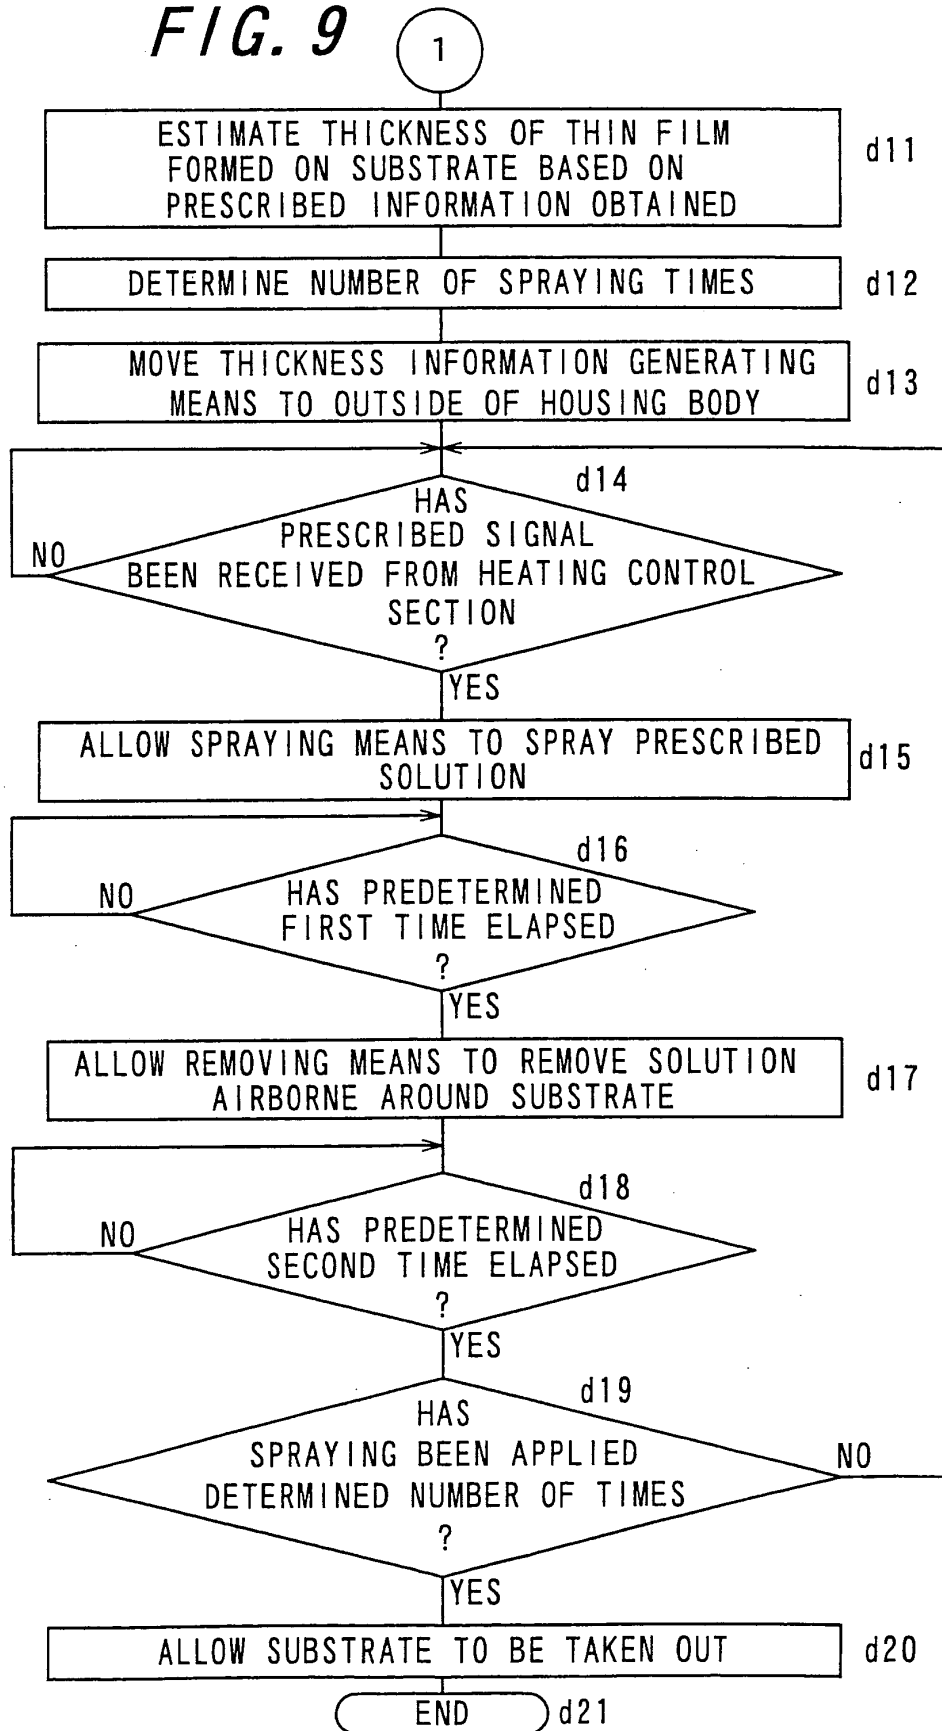 FIG. 9
1
ESTIMATE THICKNESS OF THIN FILM
FORMED ON SUBSTRATE BASED ON
PRESCRIBED INFORMATION OBTAINED
d11
DETERMINE NUMBER OF SPRAYING TIMES
d12
MOVE THICKNESS INFORMATION GENERATING
MEANS TO OUTSIDE OF HOUSING BODY
d13
d14
HAS
PRESCRIBED SIGNAL
BEEN RECEIVED FROM HEATING CONTROL
SECTION
?
NO
YES
ALLOW SPRAYING MEANS TO SPRAY PRESCRIBED
SOLUTION
d15
d16
HAS PREDETERMINED
FIRST TIME ELAPSED
?
NO
YES
ALLOW REMOVING MEANS TO REMOVE SOLUTION
AIRBORNE AROUND SUBSTRATE
d17
d18
HAS PREDETERMINED
SECOND TIME ELAPSED
?
NO
YES
d19
HAS
SPRAYING BEEN APPLIED
DETERMINED NUMBER OF TIMES
?
NO
YES
ALLOW SUBSTRATE TO BE TAKEN OUT
d20
END
d21